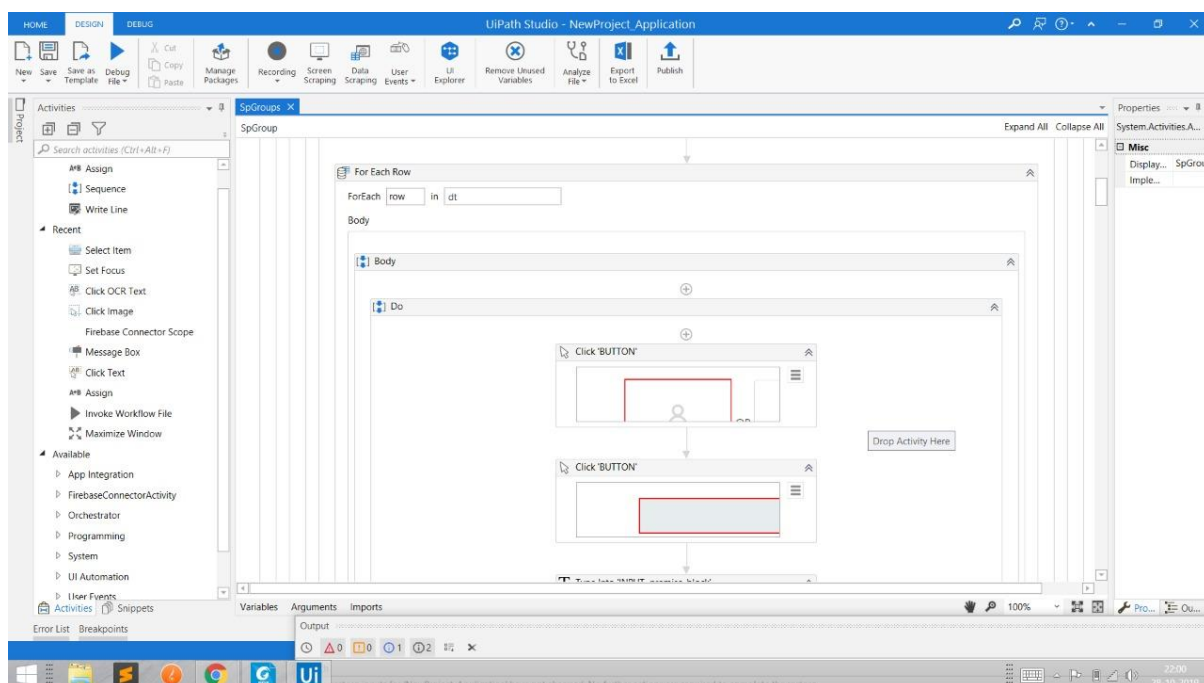 HOME DESIGN DEBUG UiPath Studio - NewProject_Application
New Save Save as Template Debug File Cut Copy Paste Manage Packages Recording Screen Scraping Data Scraping User Events UI Explorer Remove Unused Variables Analyze File Export to Excel Publish
Project
Activities
Search activities (Ctrl+Alt+F)
A+B Assign
Sequence
Write Line
Recent
Select Item
Set Focus
Click OCR Text
Click Image
Firebase Connector Scope
Message Box
Click Text
A+B Assign
Invoke Workflow File
Maximize Window
Available
App Integration
FirebaseConnectorActivity
Orchestrator
Programming
System
UI Automation
User Events
Activities Snippets
Error List Breakpoints
SpGroups
SpGroup Expand All Collapse All
For Each Row
ForEach row in dt
Body
Body
Do
Click 'BUTTON'
Drop Activity Here
Click 'BUTTON'
Variables Arguments Imports 100%
Output
0 0 1 2
Properties
System.Activities.A...
Misc
Display... SpGrou
Imple...
Pro... Ou...
Ui
22:00